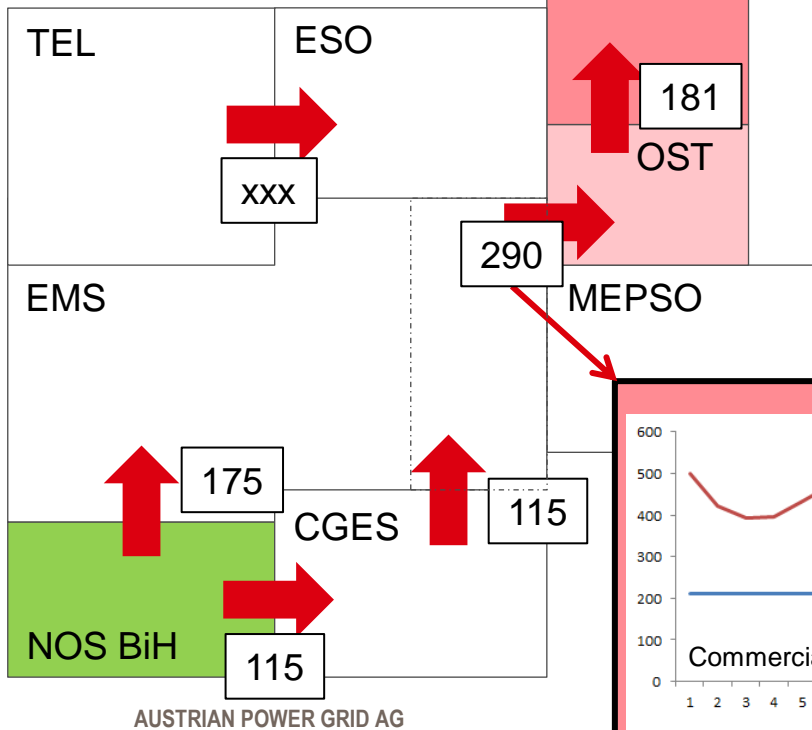 TEL
ESO
181
OST
xxx
290
EMS
MEPSO
175
115
CGES
NOS BiH
115
AUSTRIAN POWER GRID AG
600
500
400
300
200
100
0
Commercia
1 2 3 4 5